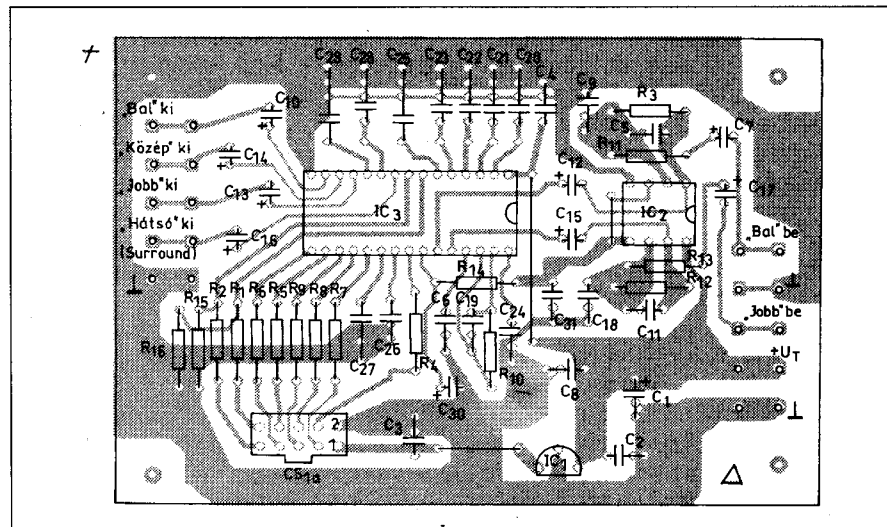 +
C28 C29 C25 C23 C22 C21 C20 C4 C9 R3
"Bal" ki
C10
C5
C7
R11
"Közép" ki
C14
C12
C17
Jobb" ki
C13
IC3
IC2
"Hátsó" ki
C16
C15
"Bal" be
(Surround)
R14
R13
R12
⊥
R15 R2 R1 R6 R5 R9 R8 R7
C6 C19
⊥
C24
C31 C18
C11
"Jobb" be
R16
C27
C26
R4
R10
+UT
C30
C8
C1
⊥
2
1
C3
IC1
C2
CS1a
Δ